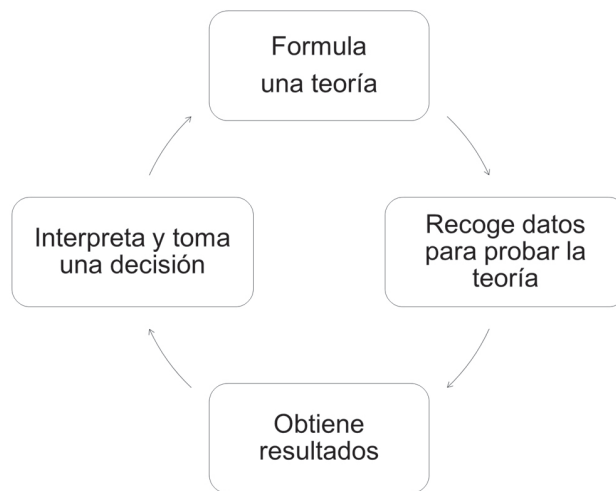 Formula
una teoría
Recoge datos
para probar la
teoría
Obtiene
resultados
Interpreta y toma
una decisión